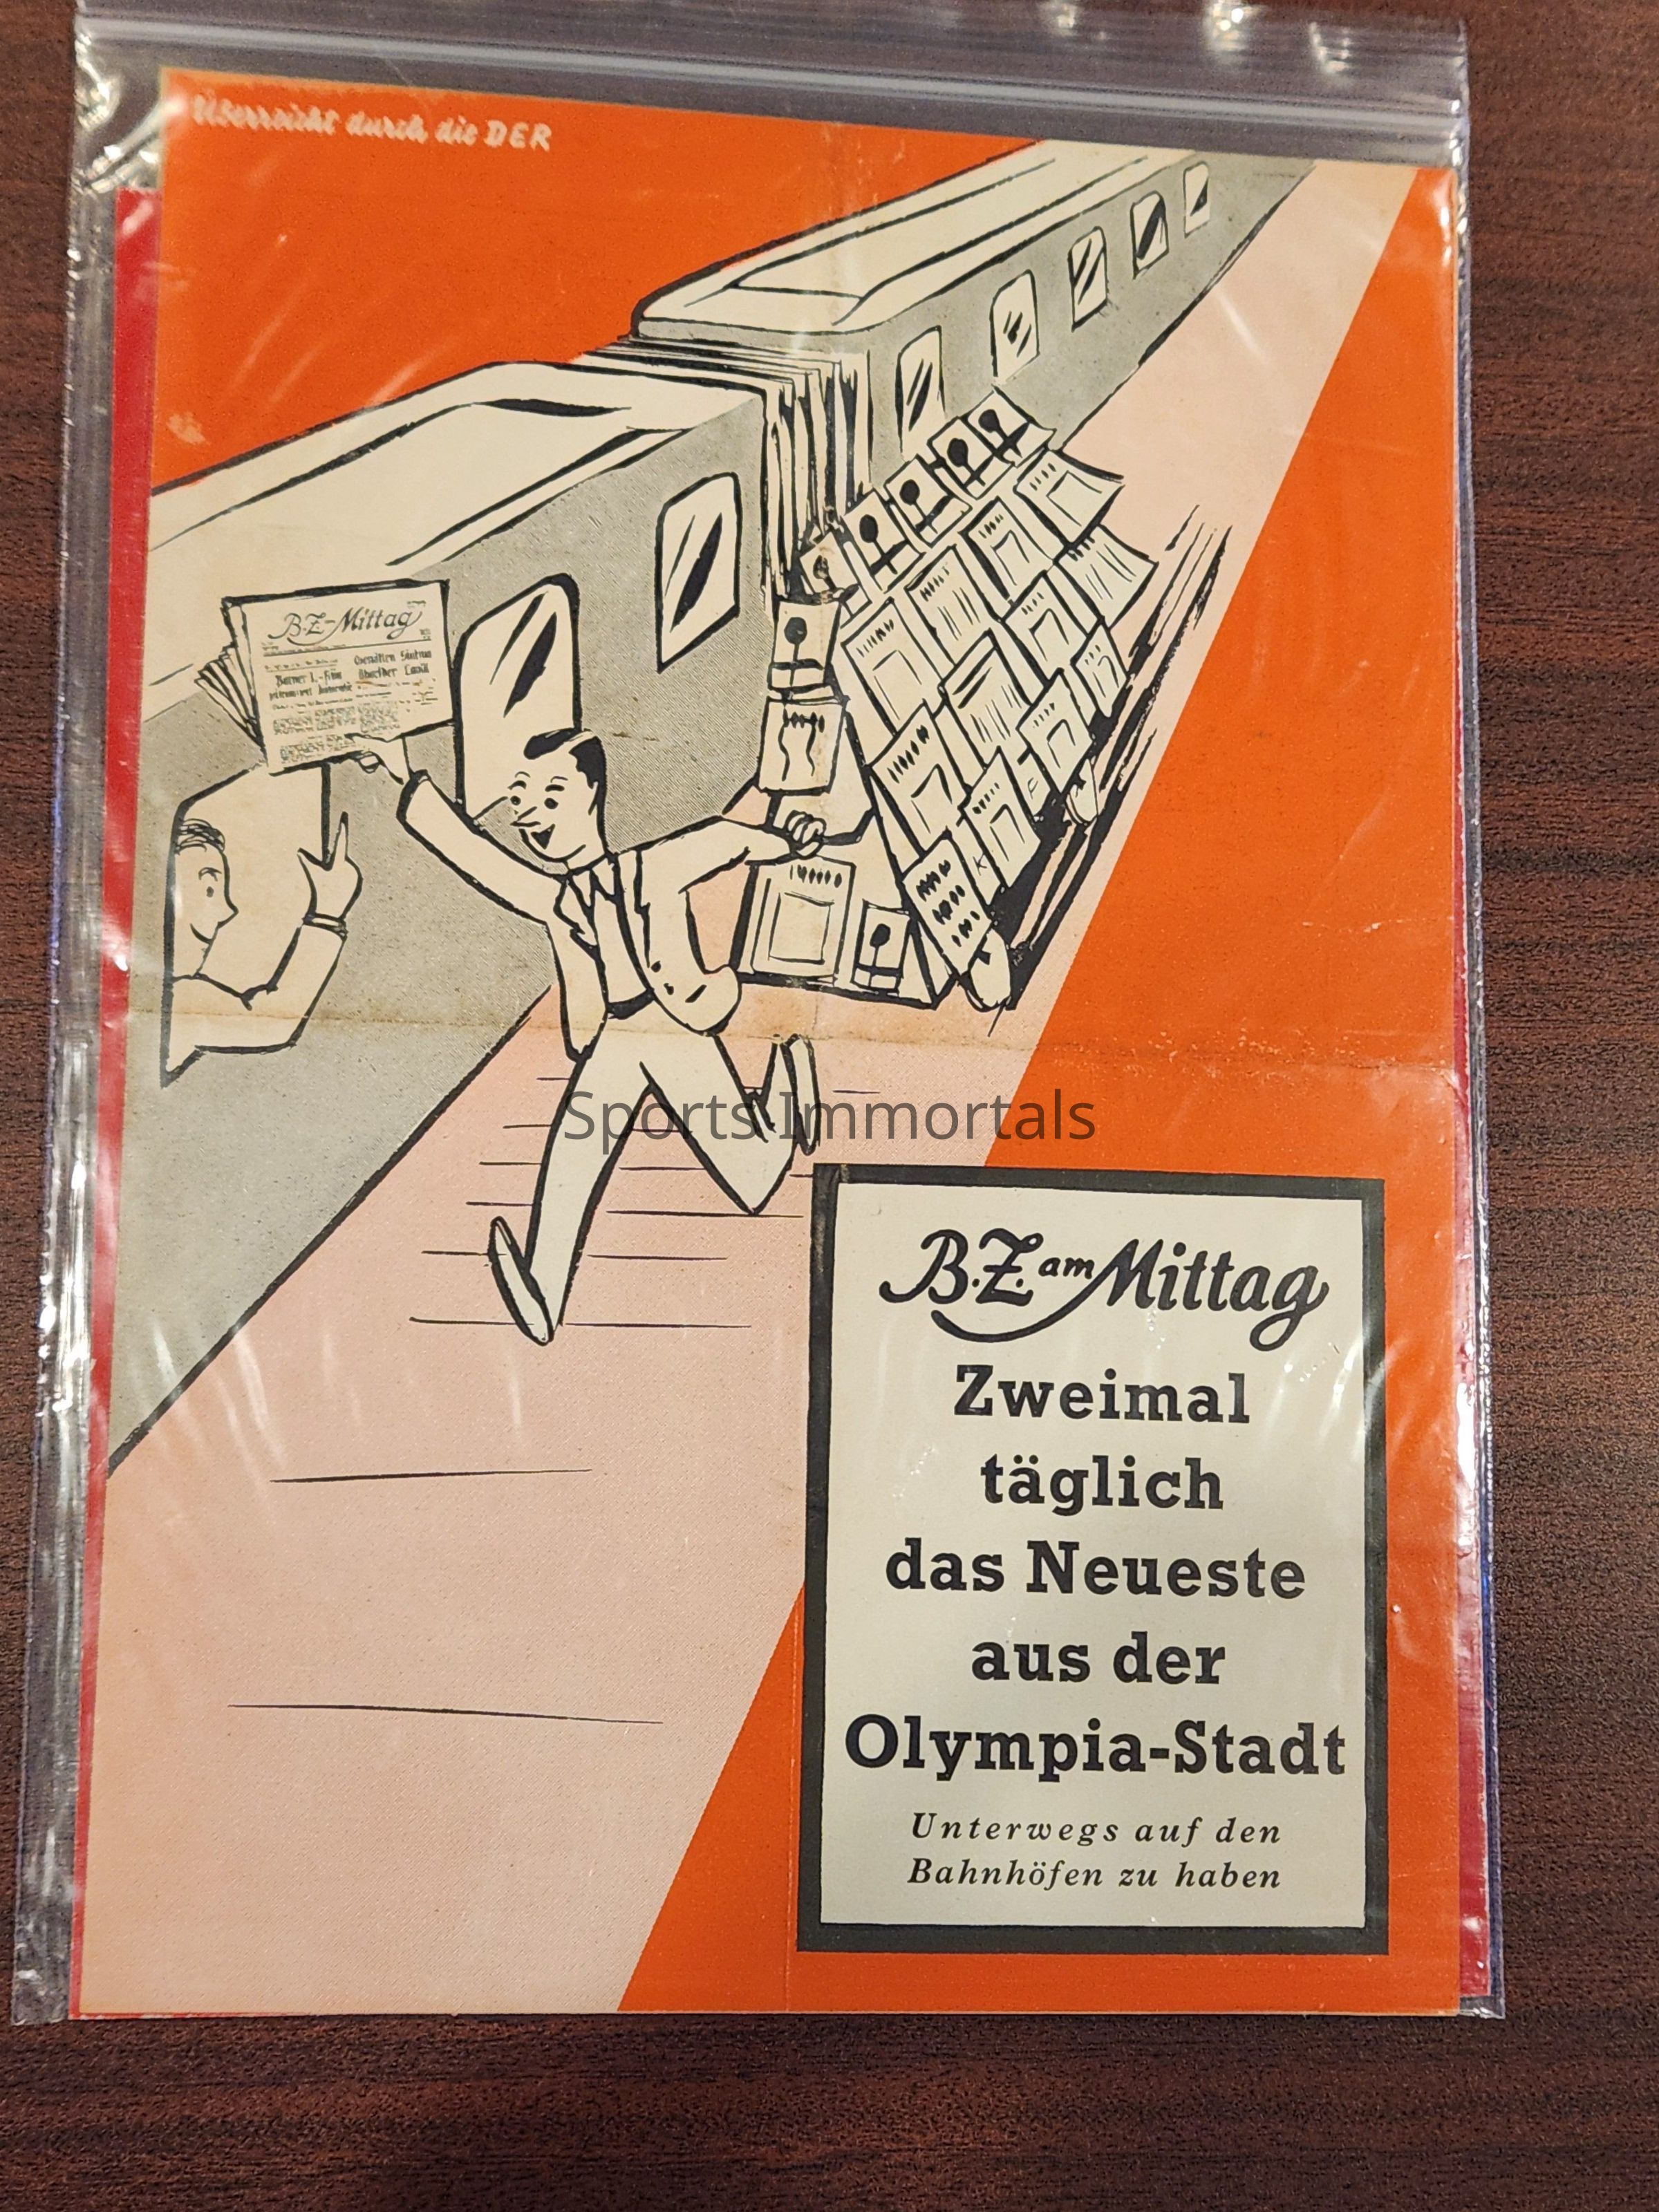 Überreicht durch die DER
B.Z-Mittag
Sports Immortals
B.Z. am Mittag
Zweimal
täglich
das Neueste
aus der
Olympia-Stadt
Unterwegs auf den
Bahnhöfen zu haben